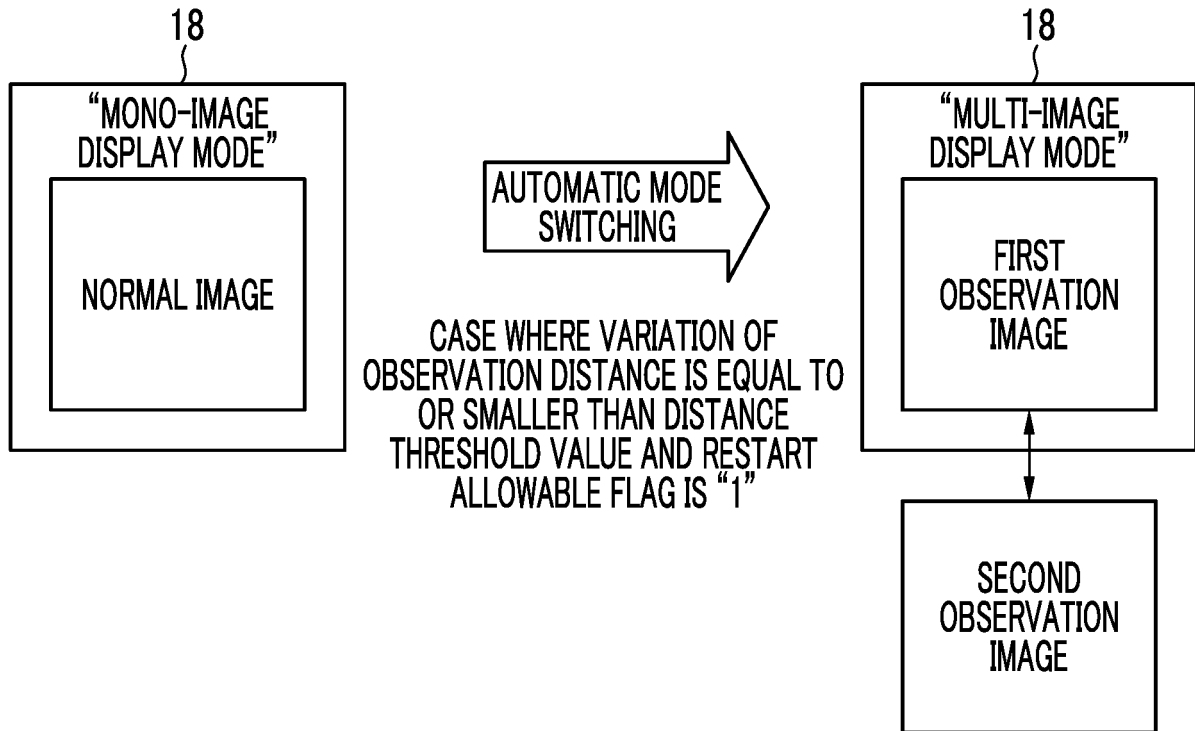 18
“MONO-IMAGE
DISPLAY MODE”
NORMAL IMAGE
AUTOMATIC MODE
SWITCHING
CASE WHERE VARIATION OF
OBSERVATION DISTANCE IS EQUAL TO
OR SMALLER THAN DISTANCE
THRESHOLD VALUE AND RESTART
ALLOWABLE FLAG IS “1”
18
“MULTI-IMAGE
DISPLAY MODE”
FIRST
OBSERVATION
IMAGE
SECOND
OBSERVATION
IMAGE